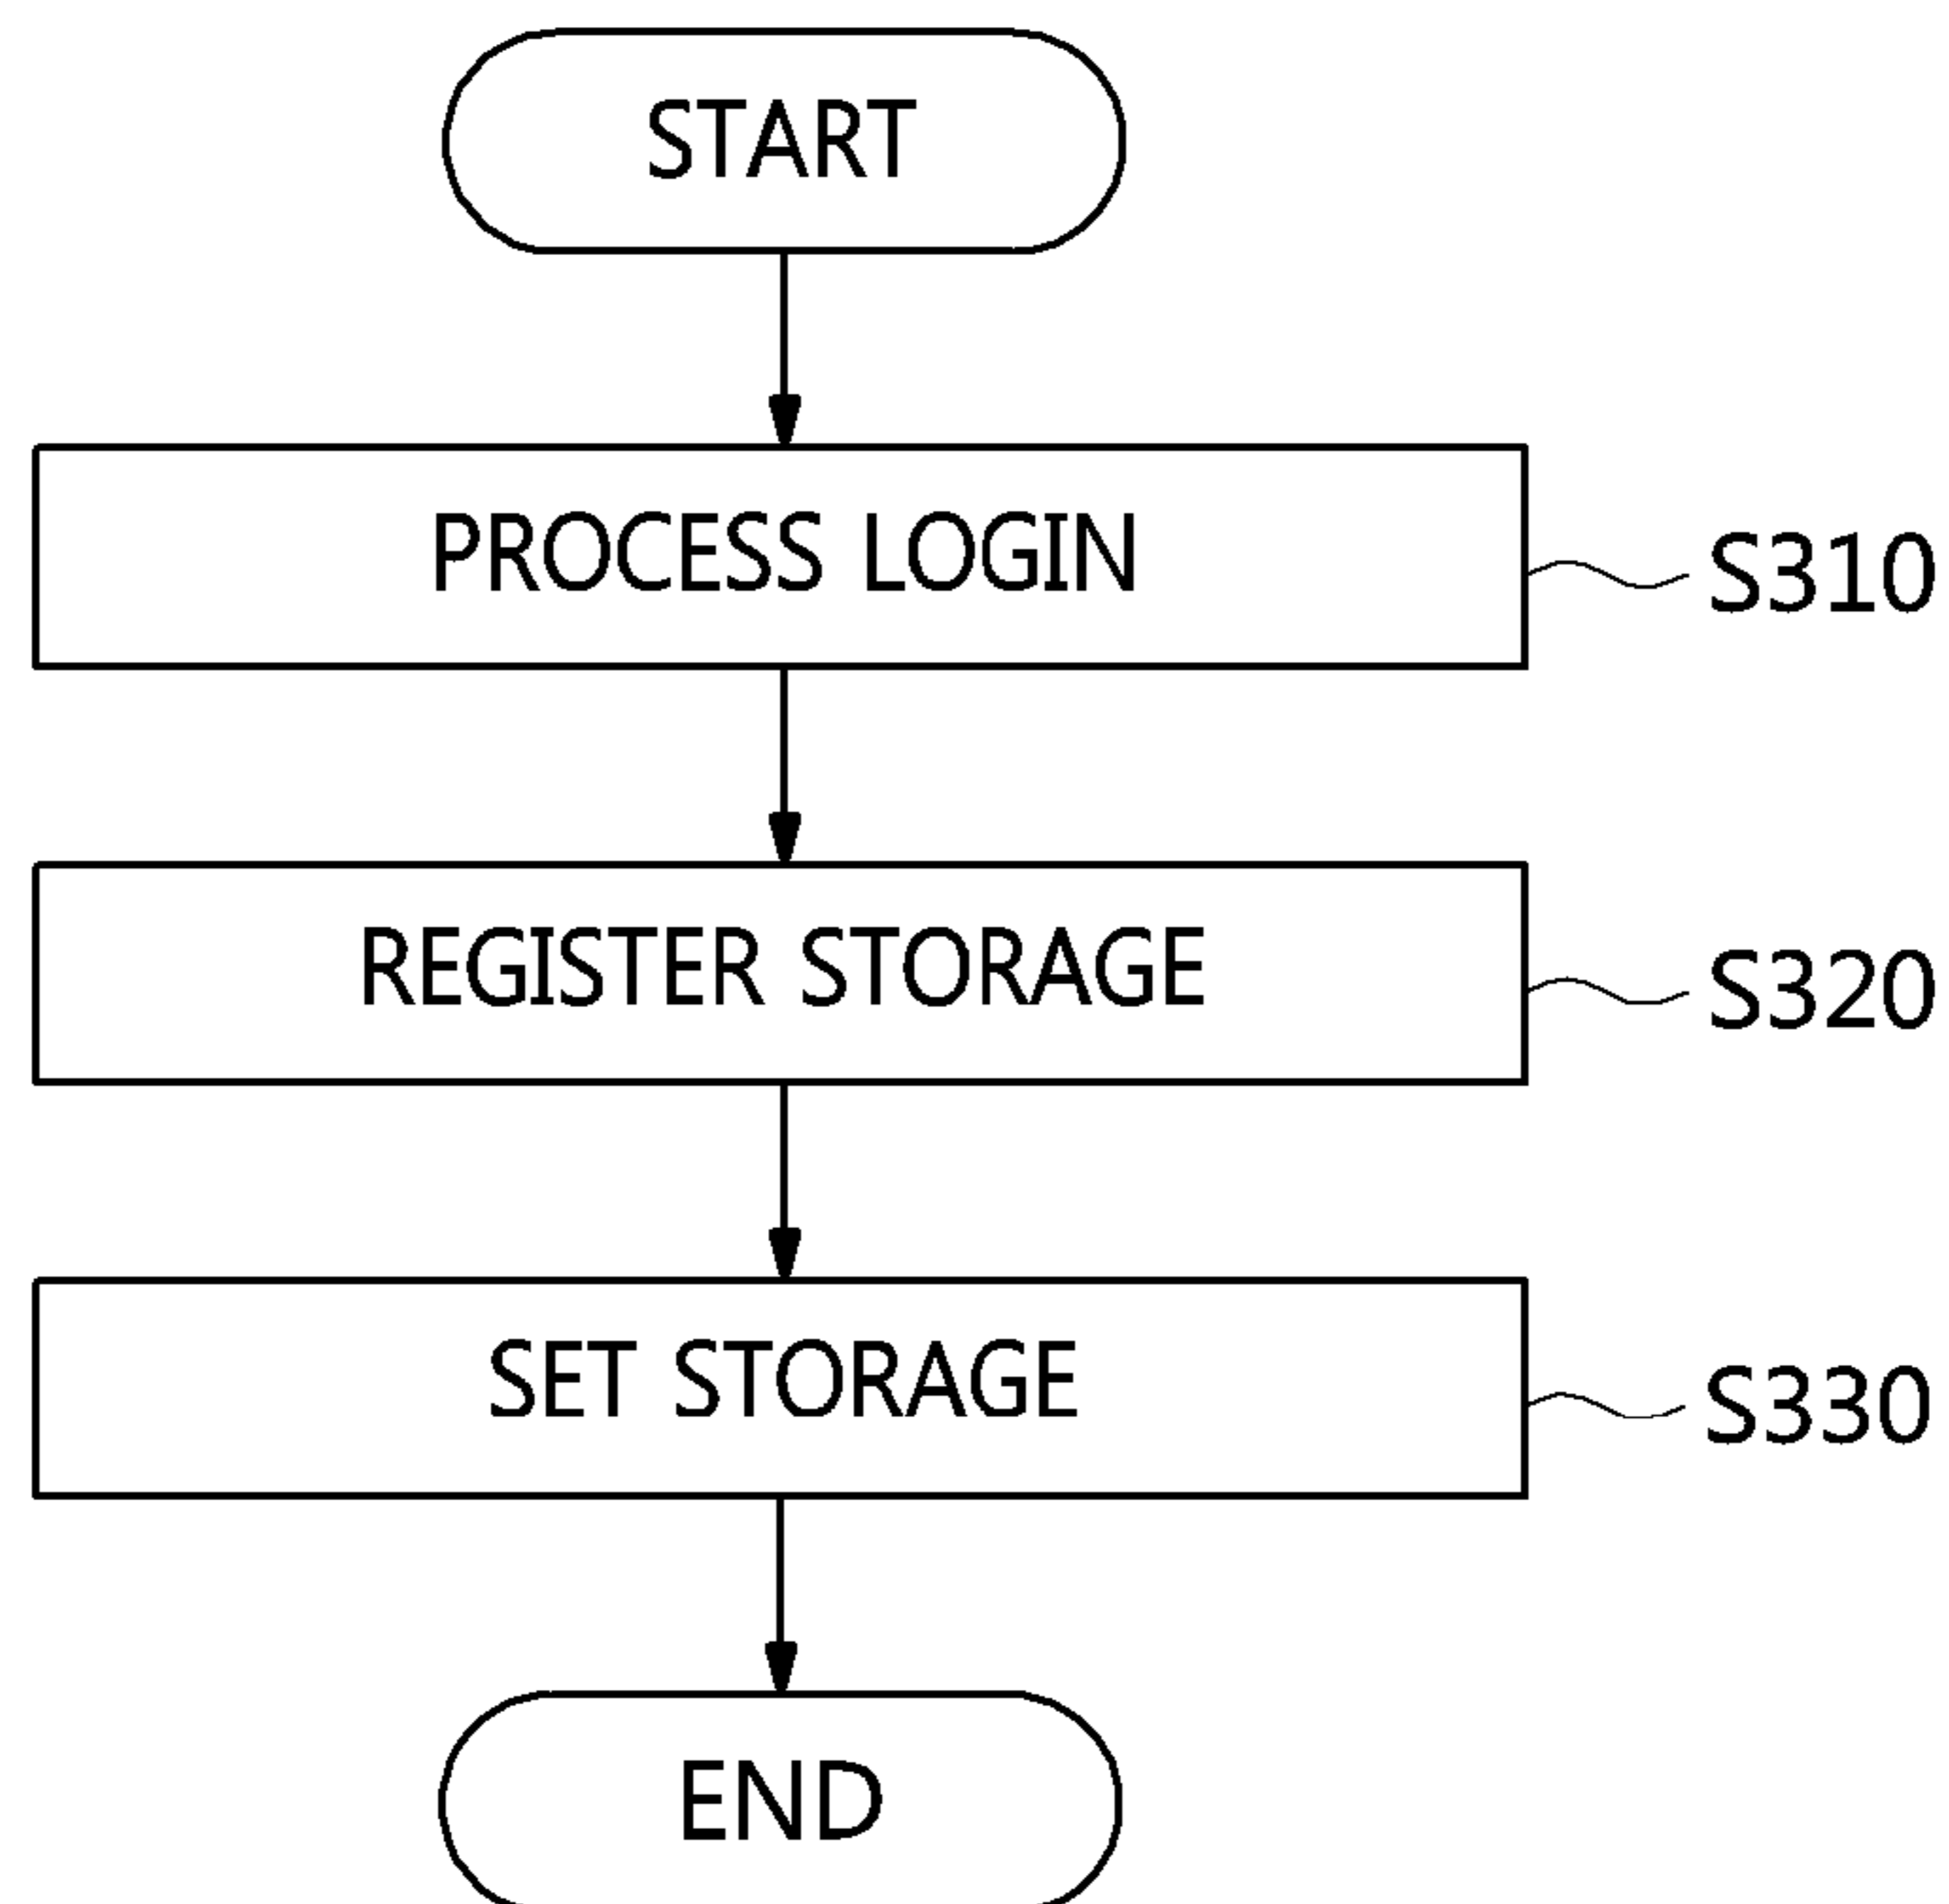 START
PROCESS LOGIN
S310
REGISTER STORAGE
S320
SET STORAGE
S330
END